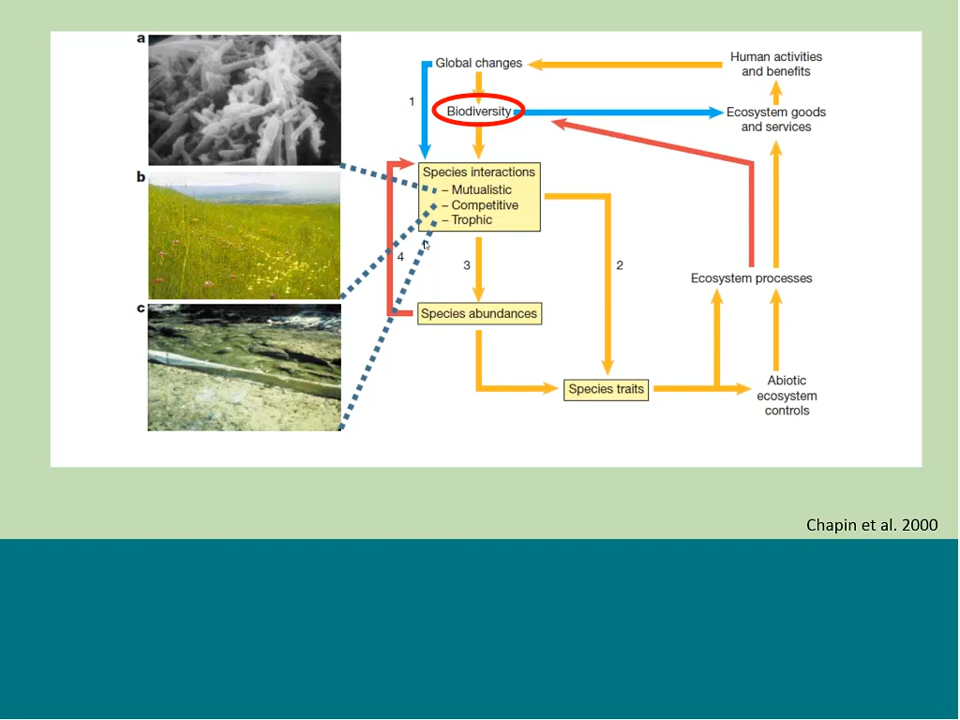 a
b
c
Global changes
Human activities
and benefits
1
Biodiversity
Ecosystem goods
and services
Species interactions
– Mutualistic
– Competitive
– Trophic
4
3
2
Ecosystem processes
Species abundances
Species traits
Abiotic
ecosystem
controls
Chapin et al. 2000